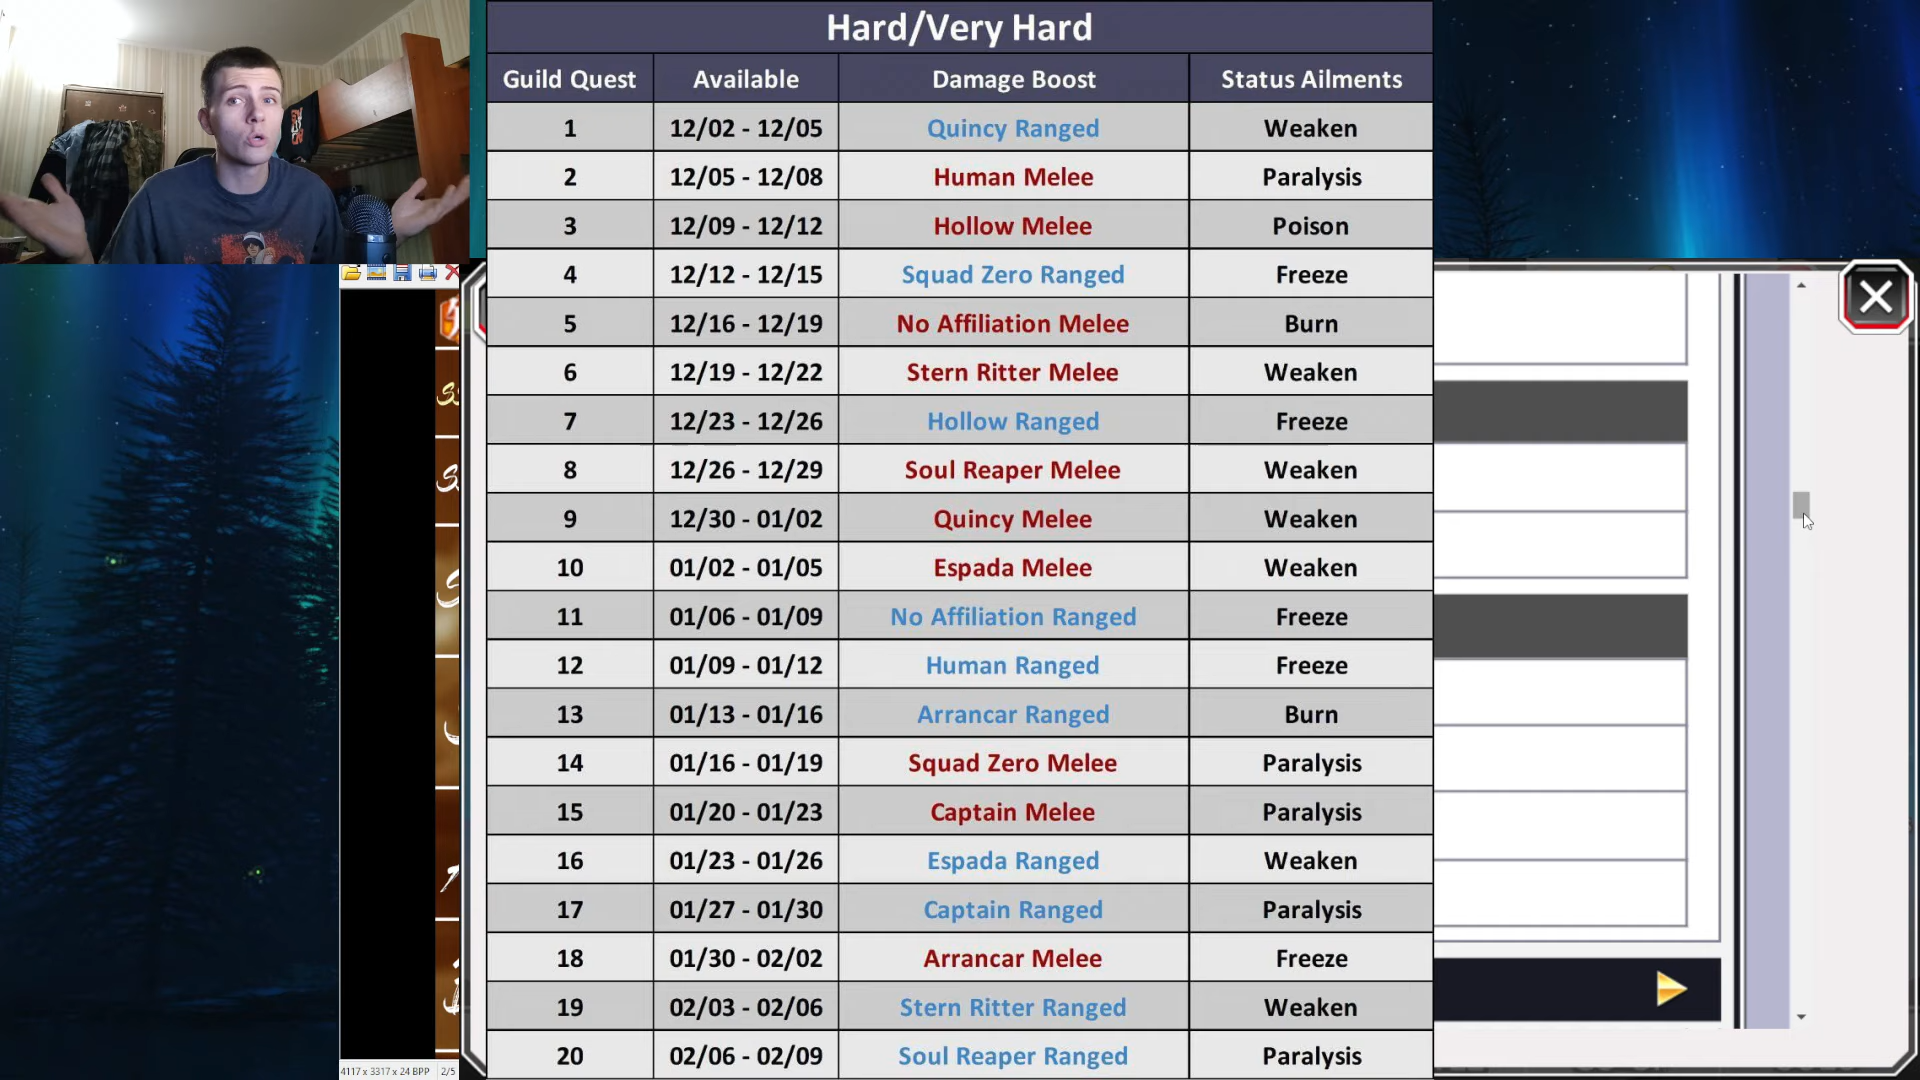 Hard/Very Hard
Guild Quest Available Damage Boost Status Ailments
1 12/02 - 12/05 Quincy Ranged Weaken
2 12/05 - 12/08 Human Melee Paralysis
3 12/09 - 12/12 Hollow Melee Poison
4 12/12 - 12/15 Squad Zero Ranged Freeze
5 12/16 - 12/19 No Affiliation Melee Burn
6 12/19 - 12/22 Stern Ritter Melee Weaken
7 12/23 - 12/26 Hollow Ranged Freeze
8 12/26 - 12/29 Soul Reaper Melee Weaken
9 12/30 - 01/02 Quincy Melee Weaken
10 01/02 - 01/05 Espada Melee Weaken
11 01/06 - 01/09 No Affiliation Ranged Freeze
12 01/09 - 01/12 Human Ranged Freeze
13 01/13 - 01/16 Arrancar Ranged Burn
14 01/16 - 01/19 Squad Zero Melee Paralysis
15 01/20 - 01/23 Captain Melee Paralysis
16 01/23 - 01/26 Espada Ranged Weaken
17 01/27 - 01/30 Captain Ranged Paralysis
18 01/30 - 02/02 Arrancar Melee Freeze
19 02/03 - 02/06 Stern Ritter Ranged Weaken
20 02/06 - 02/09 Soul Reaper Ranged Paralysis
4117 x 3317 x 24 BPP 2/5